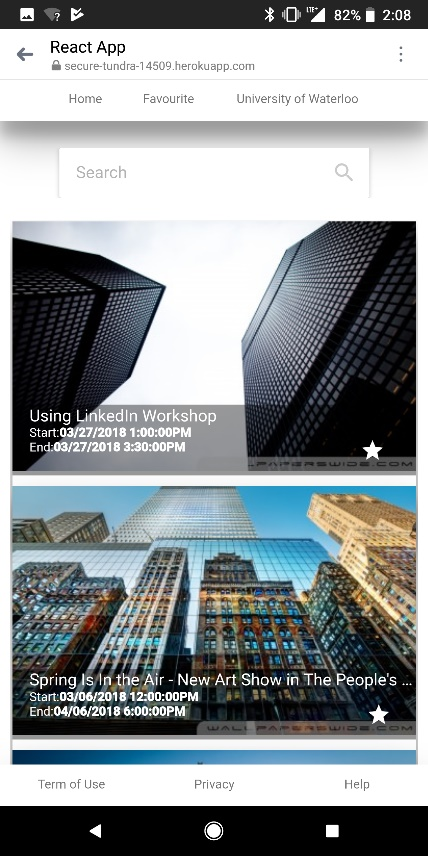 LTE+ 82% 2:08
React App
secure-tundra-14509.herokuapp.com
Home Favourite University of Waterloo
Search
Using LinkedIn Workshop
Start:03/27/2018 1:00:00PM
End:03/27/2018 3:30:00PM
Spring Is In the Air - New Art Show in The People's ...
Start:03/06/2018 12:00:00PM
End:04/06/2018 6:00:00PM
WALLPAPERSWIDE.COM
Term of Use Privacy Help